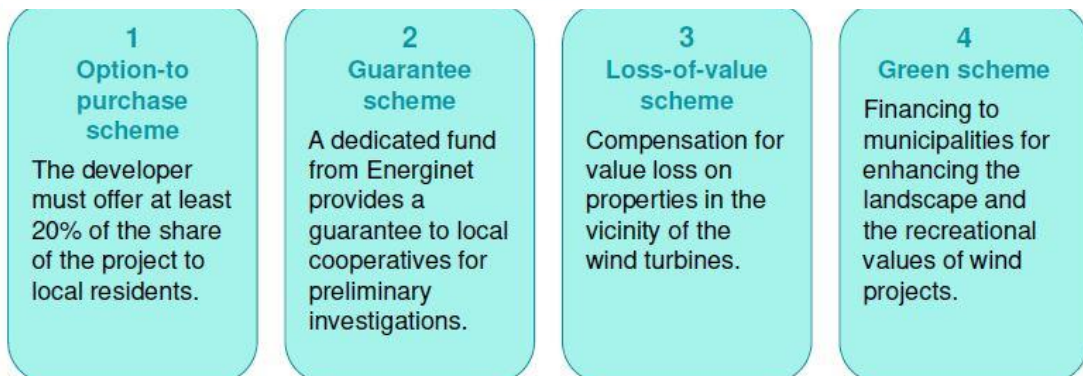 1
Option-to
purchase
scheme
The developer
must offer at least
20% of the share
of the project to
local residents.
2
Guarantee
scheme
A dedicated fund
from Energinet
provides a
guarantee to local
cooperatives for
preliminary
investigations.
3
Loss-of-value
scheme
Compensation for
value loss on
properties in the
vicinity of the
wind turbines.
4
Green scheme
Financing to
municipalities for
enhancing the
landscape and
the recreational
values of wind
projects.